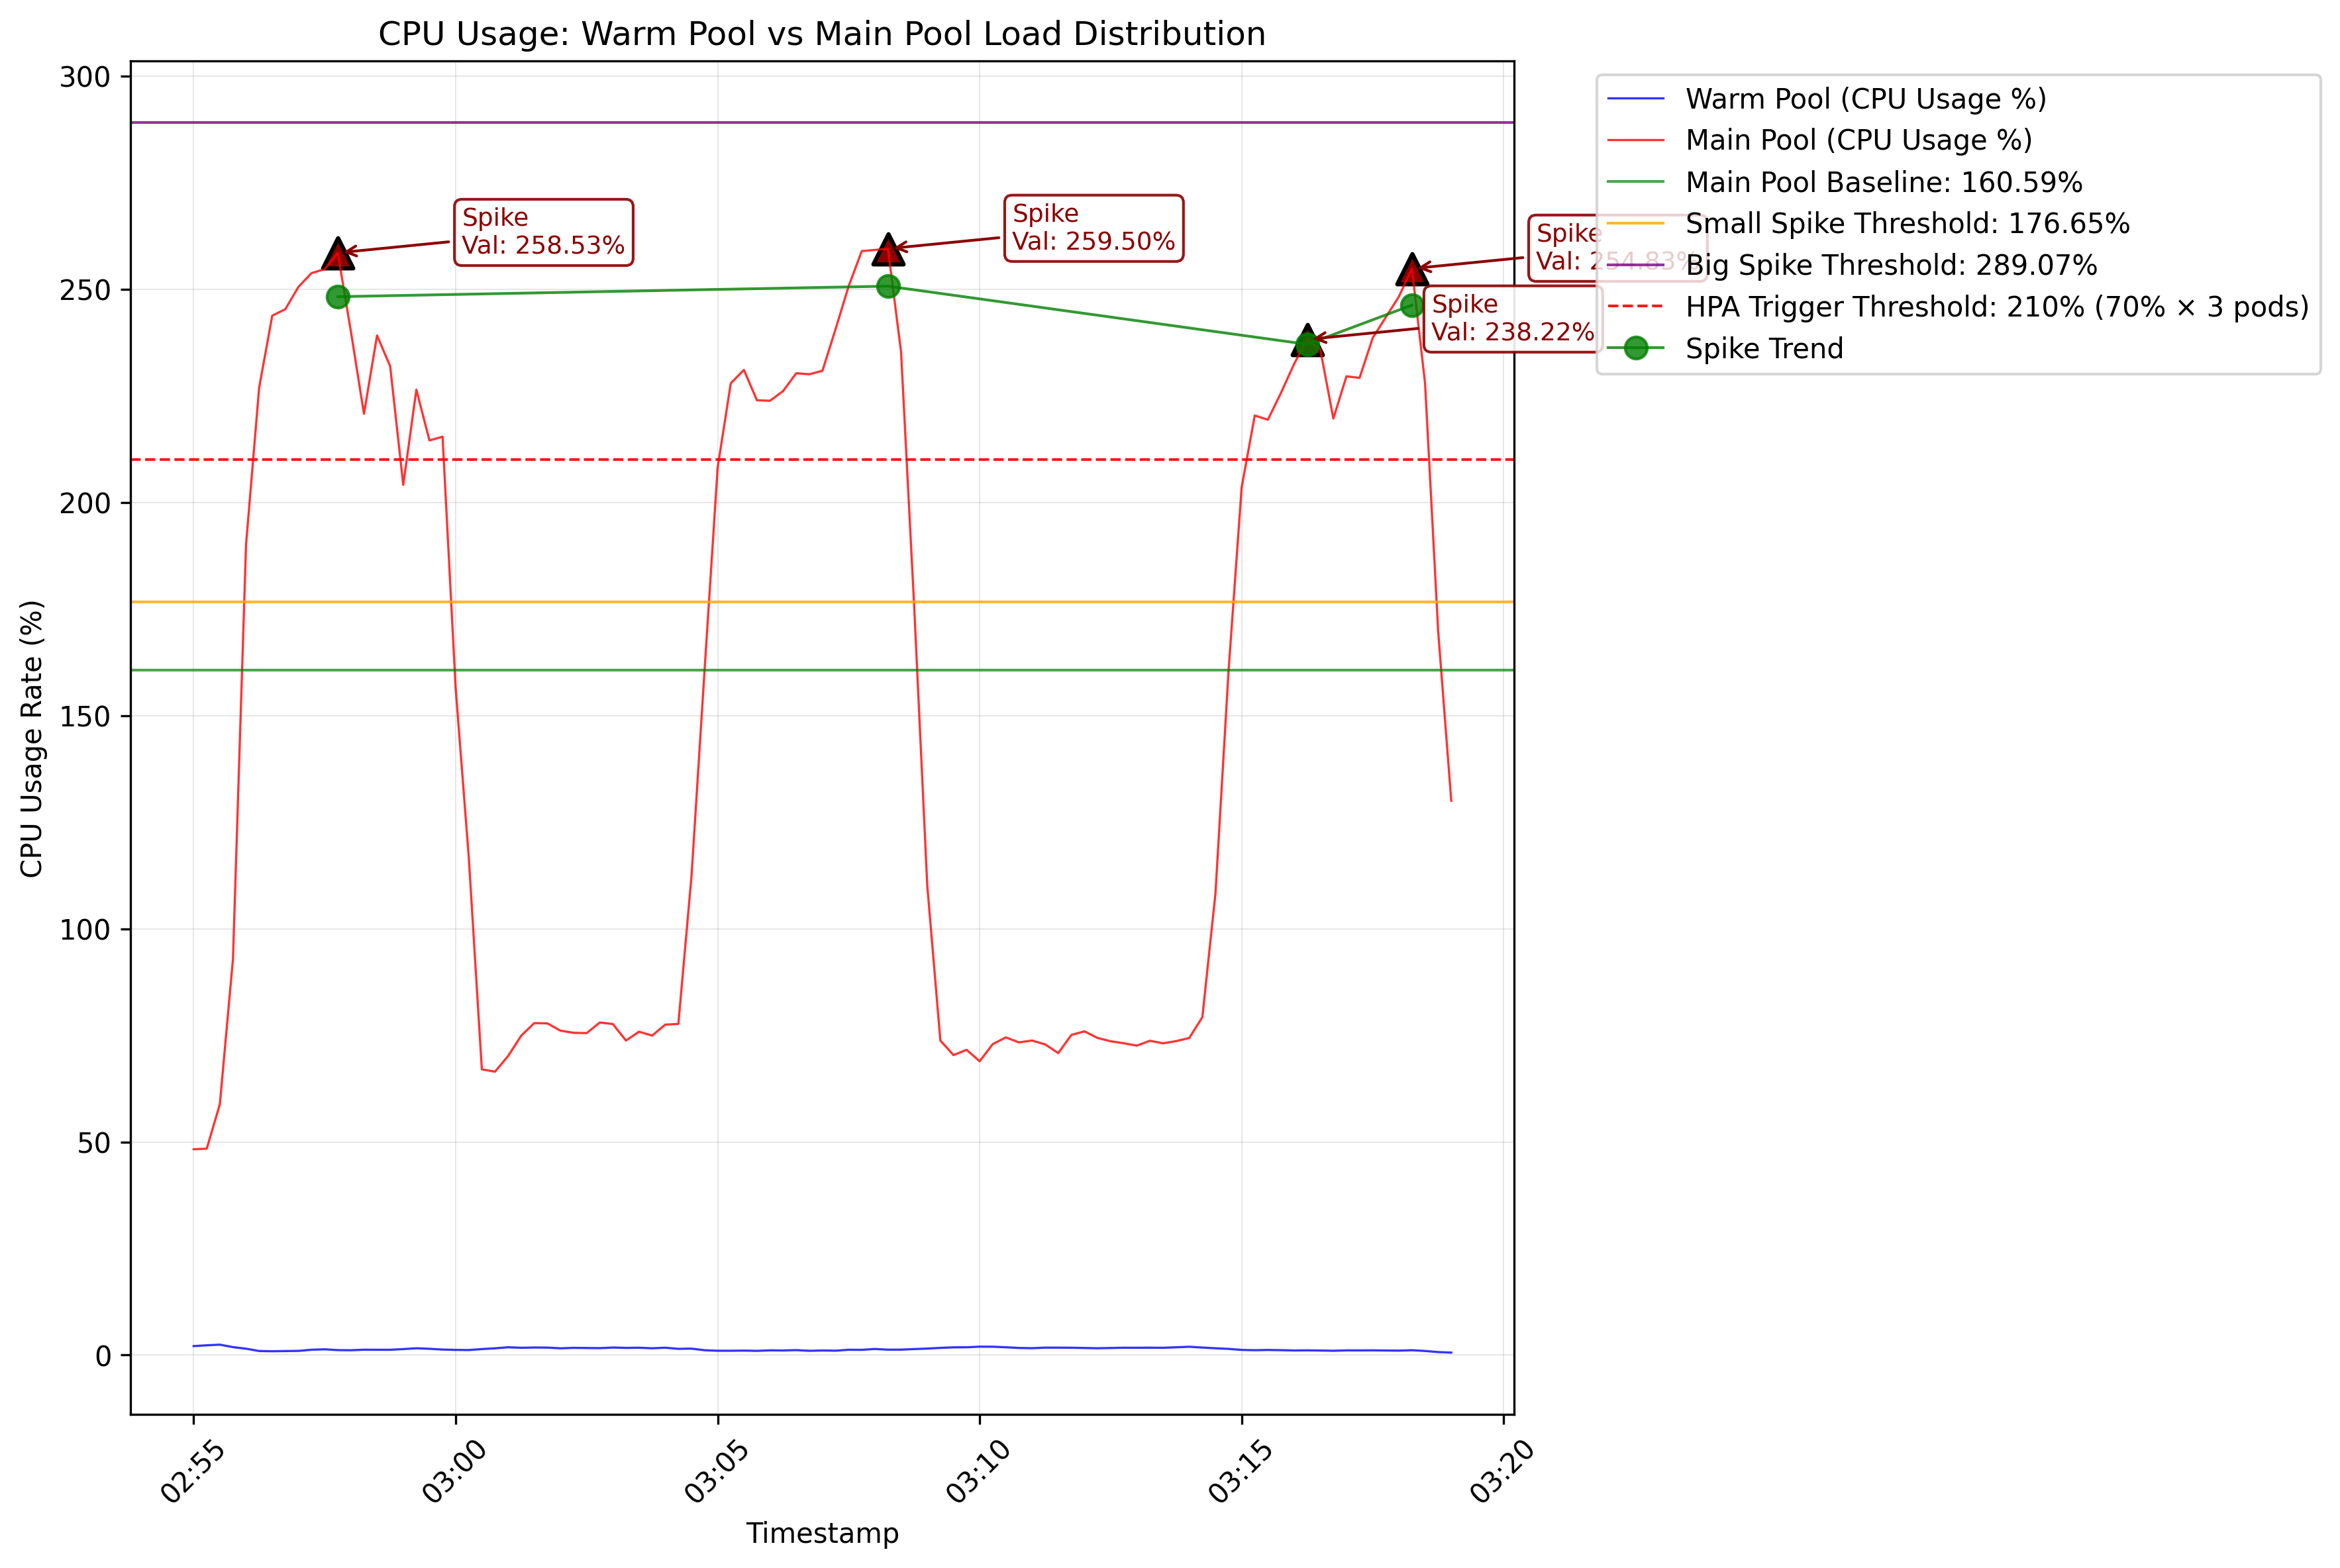 CPU Usage: Warm Pool vs Main Pool Load Distribution
300
250
200
150
100
50
0
CPU Usage Rate (%)
Spike
Val: 258.53%
Spike
Val: 259.50%
Spike
Val: 254.83%
Spike
Val: 238.22%
Warm Pool (CPU Usage %)
Main Pool (CPU Usage %)
Main Pool Baseline: 160.59%
Small Spike Threshold: 176.65%
Big Spike Threshold: 289.07%
HPA Trigger Threshold: 210% (70% × 3 pods)
Spike Trend
02:55
03:00
03:05
03:10
03:15
03:20
Timestamp